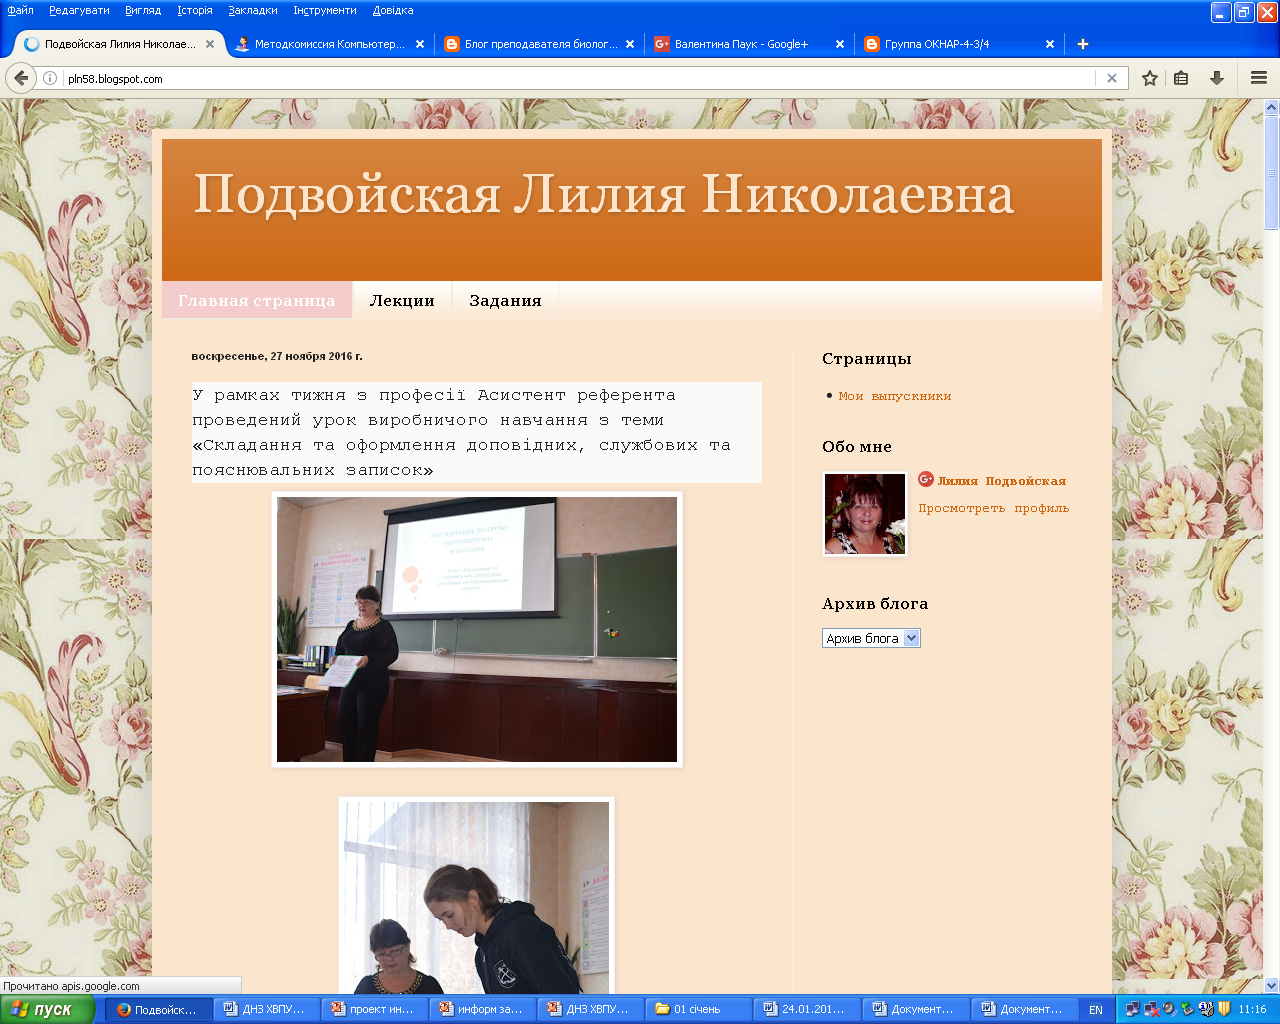 Файл Редагувати Вигляд Історія Закладки Інструменти Довідка
Подвойская Лилия Николае...
Методкомиссия Компьютер...
Блог преподавателя биолог...
Валентина Паук - Google+
Группа ОКНАР-4-3/4
pln58.blogspot.com
Подвойская Лилия Николаевна
Главная страница
Лекции
Задания
воскресенье, 27 ноября 2016 г.
У рамках тижня з професії Асистент референта
проведений урок виробничого навчання з теми
«Складання та оформлення доповідних, службових та
пояснювальних записок»
Страницы
Мои выпускники
Обо мне
Лилия Подвойская
Просмотреть профиль
Архив блога
Архив блога
Прочитано apis.google.com
пуск
Подвойск...
ДНЗ ХВПУ...
проект ин...
информ за...
ДНЗ ХВПУ...
01 січень
24.01.201...
Документ...
Документ...
EN
11:16